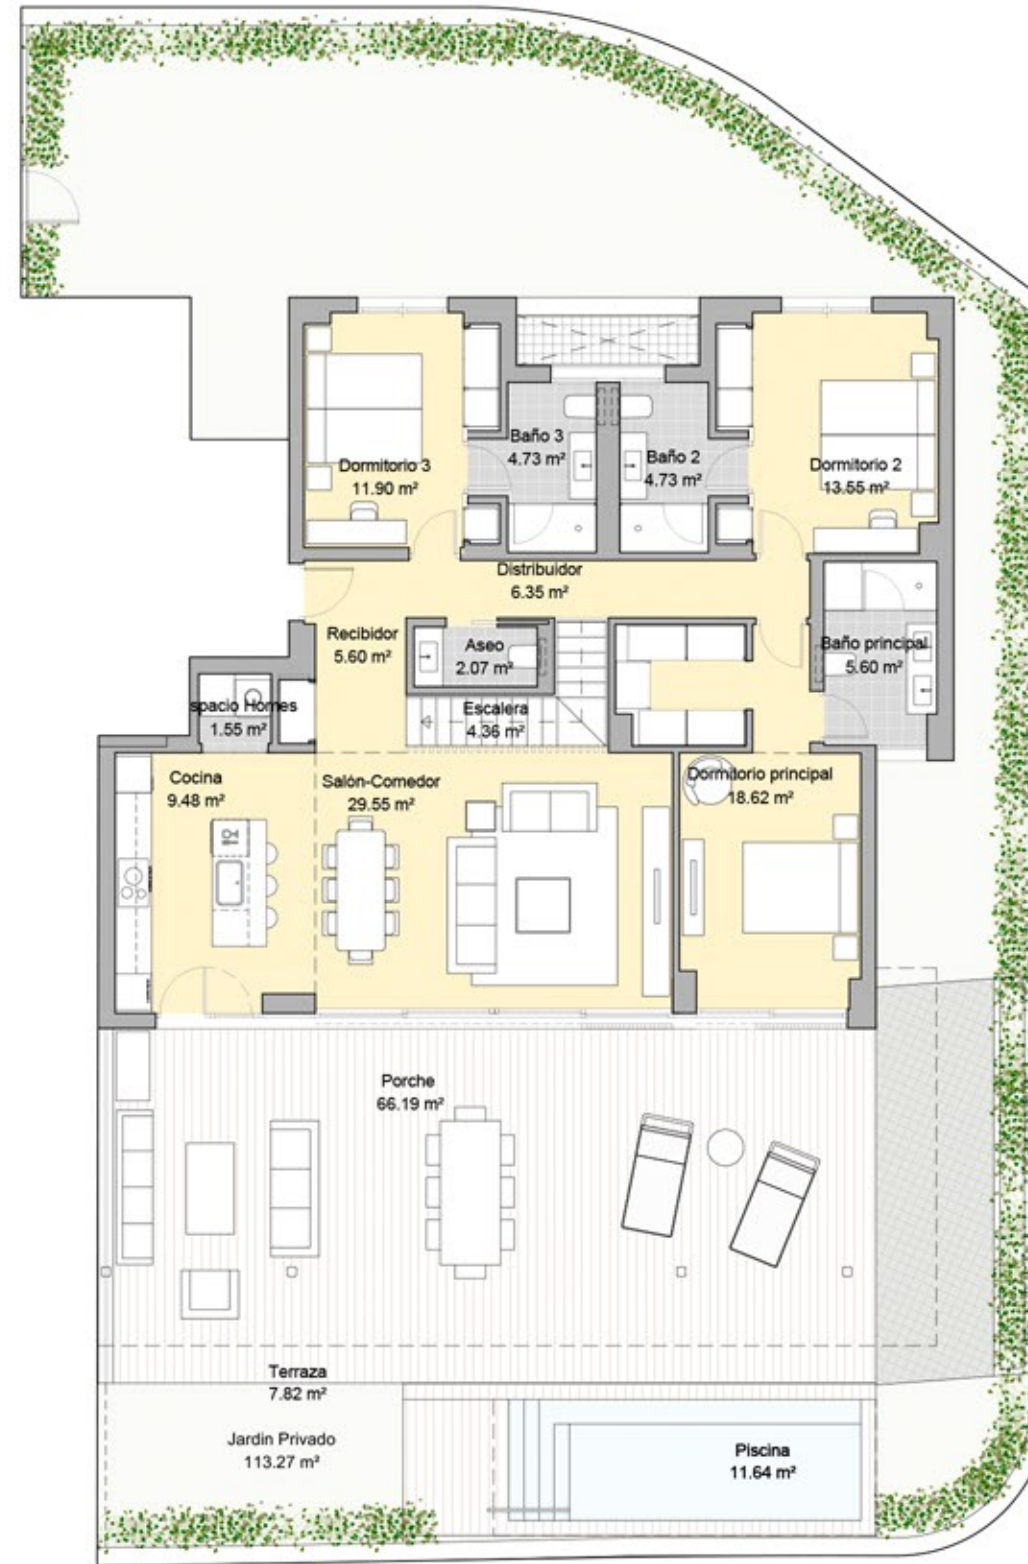 Baño 3
4.73 m²
Baño 2
4.73 m²
Dormitorio 3
11.90 m²
Dormitorio 2
13.55 m²
Distribuidor
6.35 m²
Recibidor
5.60 m²
Aseo
2.07 m²
Baño principal
5.60 m²
spacio Homes
1.55 m²
Escalera
4.36 m²
Cocina
9.48 m²
Salón-Comedor
29.55 m²
Dormitorio principal
18.62 m²
Porche
66.19 m²
Terraza
7.82 m²
Jardin Privado
113.27 m²
Piscina
11.64 m²